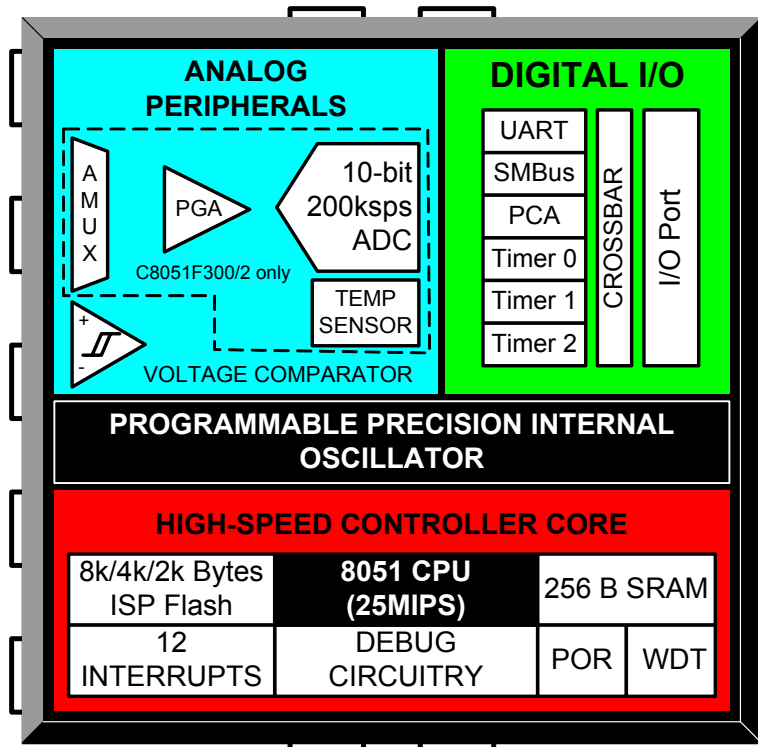 ANALOG
PERIPHERALS
A
M
U
X
PGA
10-bit
200ksps
ADC
C8051F300/2 only
TEMP
SENSOR
+
-
VOLTAGE COMPARATOR
DIGITAL I/O
UART
SMBus
PCA
Timer 0
Timer 1
Timer 2
CROSSBAR
I/O Port
PROGRAMMABLE PRECISION INTERNAL
OSCILLATOR
HIGH-SPEED CONTROLLER CORE
8k/4k/2k Bytes
ISP Flash
8051 CPU
(25MIPS)
256 B SRAM
12
INTERRUPTS
DEBUG
CIRCUITRY
POR
WDT